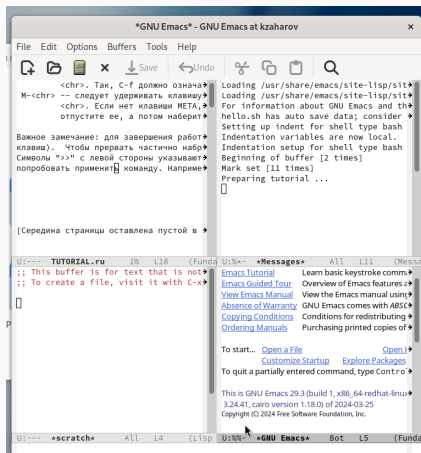 *GNU Emacs* - GNU Emacs at kzaharov
File Edit Options Buffers Tools Help
Save Undo
<chr>. Так, C-f должно означа
M-<chr> -- следует удерживать клавишу
<chr>. Если нет клавиши META,
отпустите ее, а потом наберит
Важное замечание: для завершения работ
клавиш). Чтобы прервать частично набр
Символы ">>" с левой стороны указывают
попробовать применить команду. Наприме
[Середина страницы оставлена пустой в
U:--- TUTORIAL.ru 1% L18 (Funda
Loading /usr/share/emacs/site-lisp/sit
Loading /usr/share/emacs/site-lisp/sit
For information about GNU Emacs and th
hello.sh has auto save data; consider
Setting up indent for shell type bash
Indentation variables are now local.
Indentation setup for shell type bash
Beginning of buffer [2 times]
Mark set [11 times]
Preparing tutorial ...
U:%*- *Messages* All L11 (Messa
;; This buffer is for text that is not
;; To create a file, visit it with C-x
U:--- *scratch* All L4 (Lisp
Emacs Tutorial Learn basic keystroke comm
Emacs Guided Tour Overview of Emacs features a
View Emacs Manual View the Emacs manual using
Absence of Warranty GNU Emacs comes with ABSC
Copying Conditions Conditions for redistributing
Ordering Manuals Purchasing printed copies of
To start... Open a File Open
Customize Startup Explore Packages
To quit a partially entered command, type Contro
This is GNU Emacs 29.3 (build 1, x86_64-redhat-linux
3.24.41, cairo version 1.18.0) of 2024-03-25
Copyright (C) 2024 Free Software Foundation, Inc.
U:%%- *GNU Emacs* Bot L5 (Funda